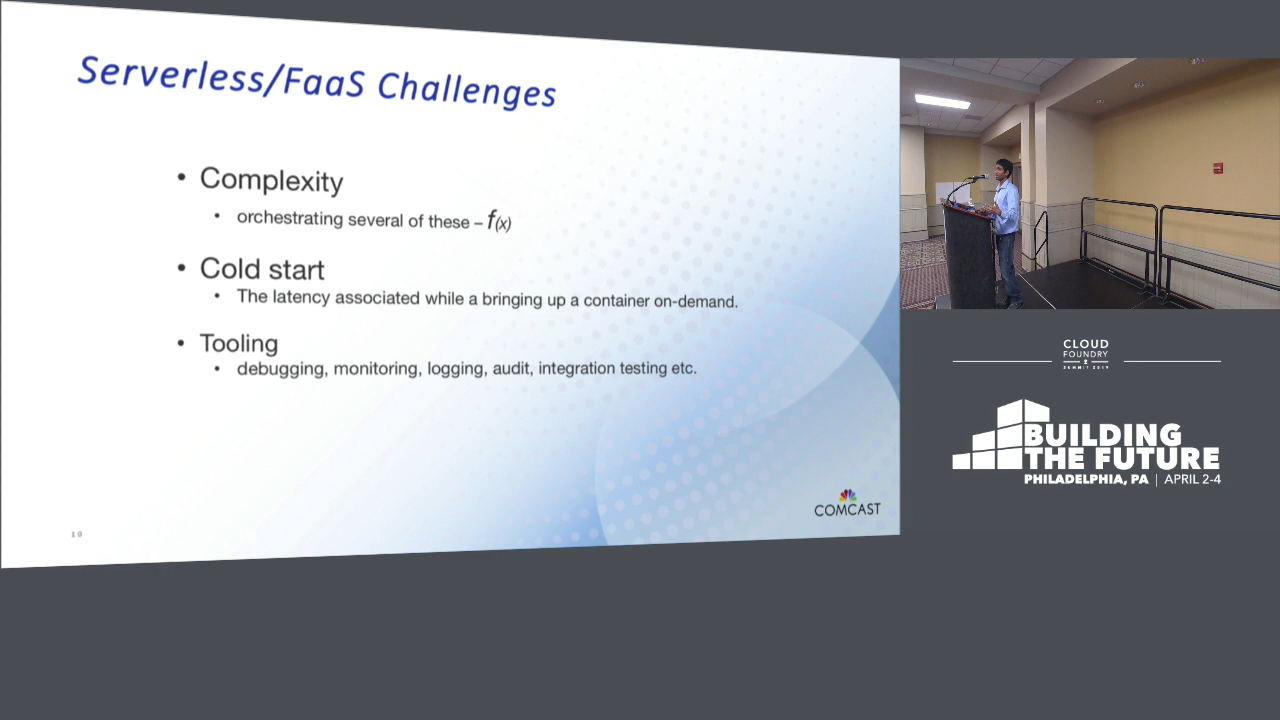 Serverless/FaaS Challenges
• Complexity
• orchestrating several of these – f(x)
• Cold start
• The latency associated while a bringing up a container on-demand.
• Tooling
• debugging, monitoring, logging, audit, integration testing etc.
COMCAST
10
CLOUD
FOUNDRY
SUMMIT 2019
BUILDING
THE FUTURE
PHILADELPHIA, PA | APRIL 2-4